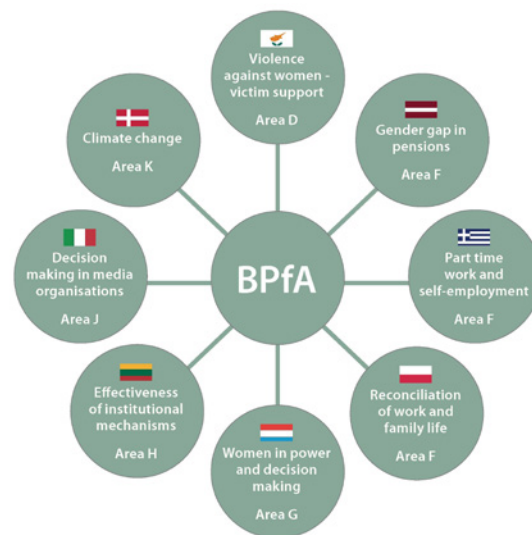 Violence
against women -
victim support
Area D
Gender gap in
pensions
Area F
Part time
work and
self-employment
Area F
Reconciliation
of work and
family life
Area F
Women in power
and decision
making
Area G
Effectiveness
of institutional
mechanisms
Area H
Decision
making in media
organisations
Area J
Climate change
Area K
BPfA